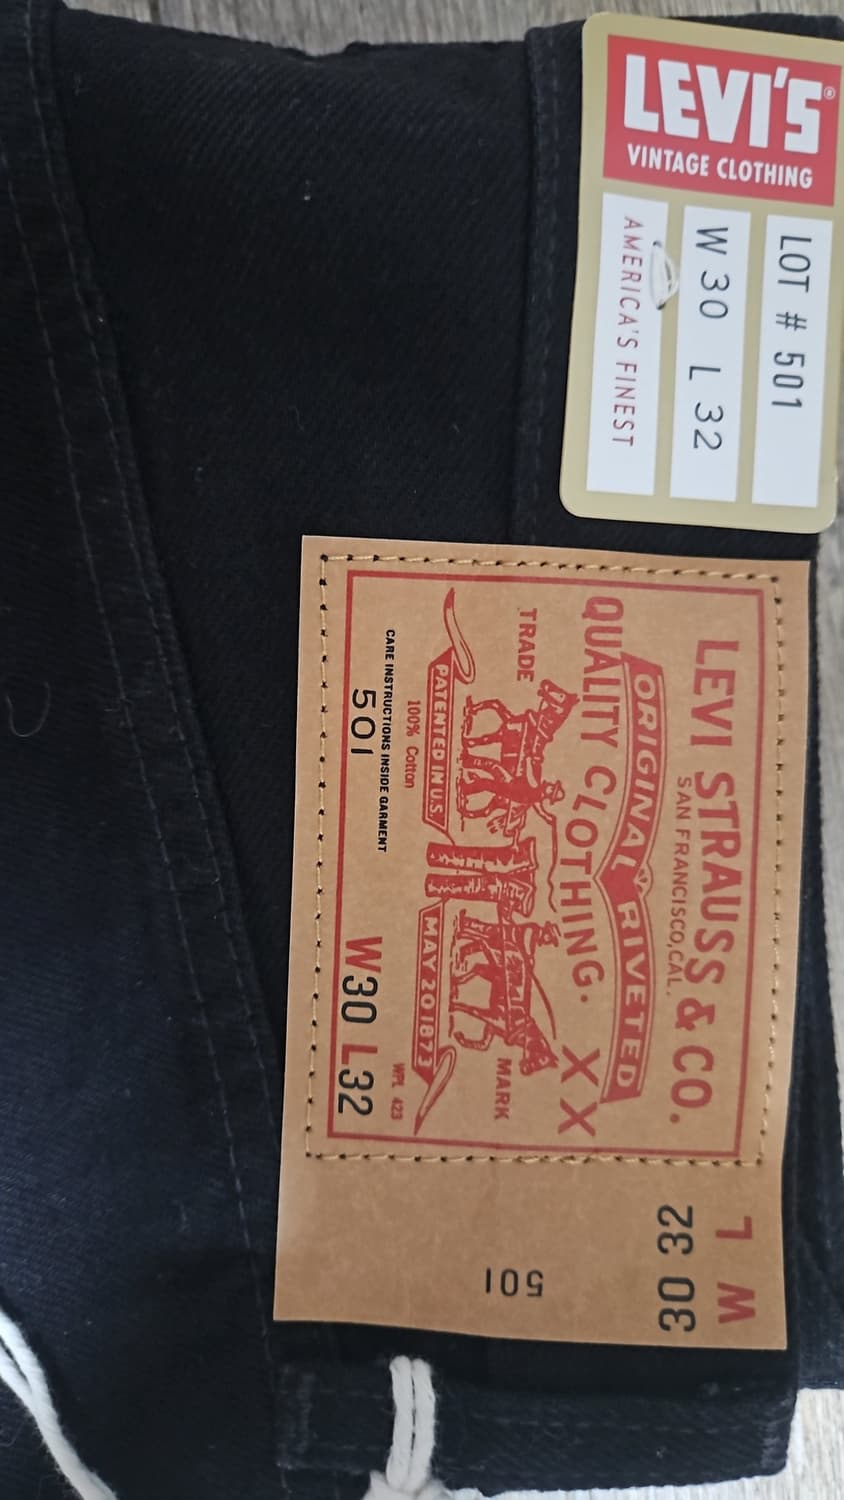 LEVI'S®
VINTAGE CLOTHING
LOT # 501
W 30 L 32
AMERICA'S FINEST
LEVI STRAUSS & CO.
SAN FRANCISCO, CAL.
ORIGINAL RIVETED
QUALITY CLOTHING. XX
TRADE MARK
PATENTED IN U.S. MAY 20 1873
100% Cotton WPL 423
CARE INSTRUCTIONS INSIDE GARMENT
501 W30 L32
W L
30 32
501